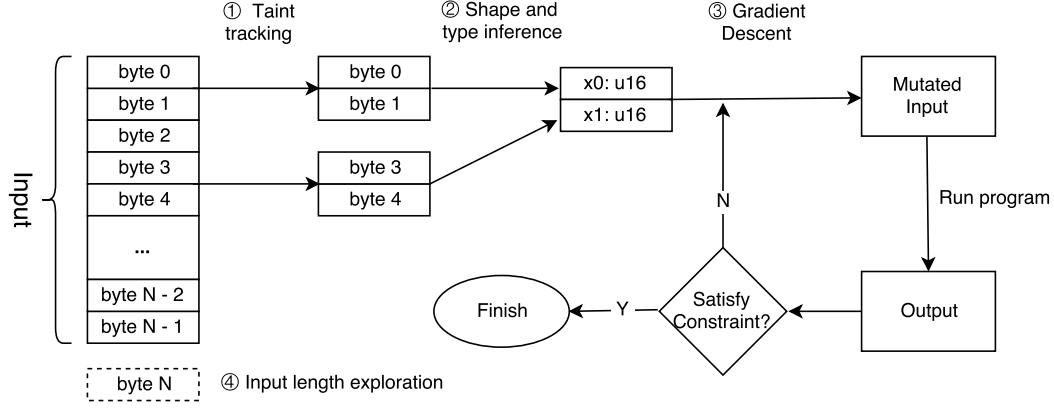 ① Taint
tracking
② Shape and
type inference
③ Gradient
Descent
Input
byte 0
byte 1
byte 2
byte 3
byte 4
...
byte N - 2
byte N - 1
byte 0
byte 1
byte 3
byte 4
x0: u16
x1: u16
Mutated
Input
Run program
Output
Satisfy
Constraint?
N
Y
Finish
byte N
④ Input length exploration